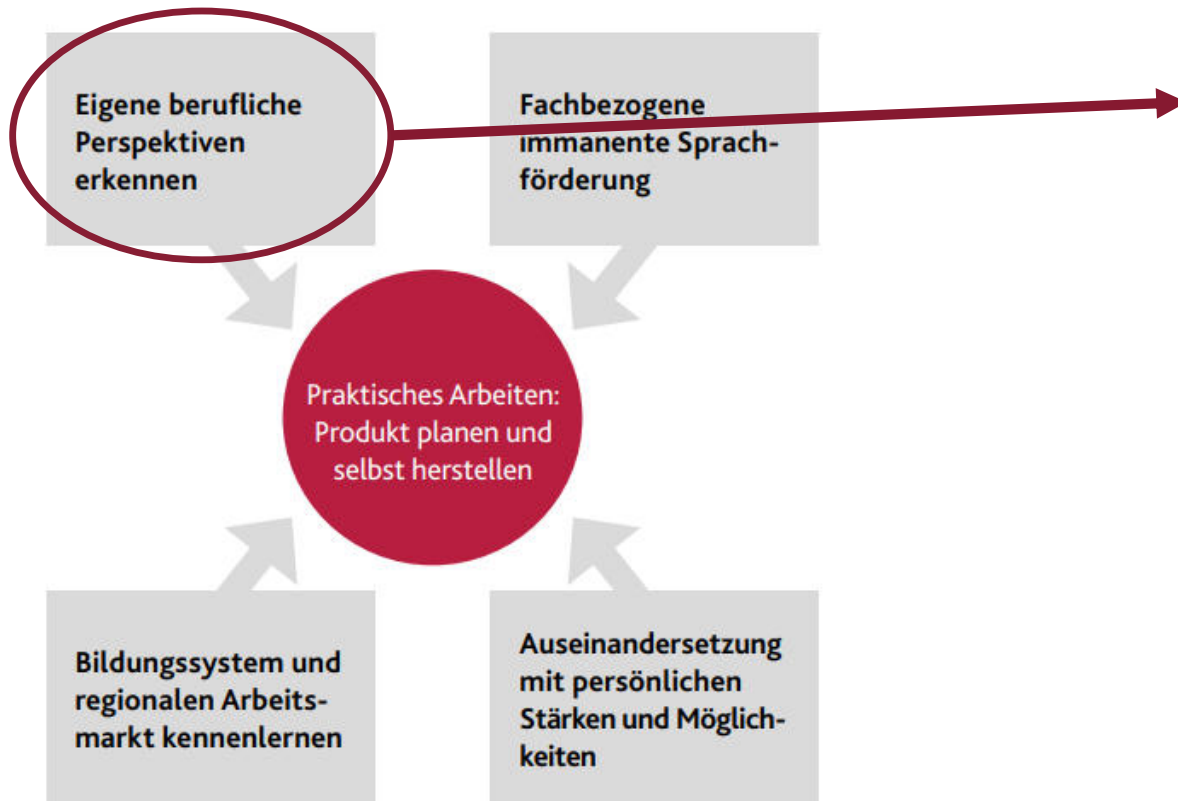 Eigene berufliche
Perspektiven
erkennen
Fachbezogene
immanente Sprach-
förderung
Praktisches Arbeiten:
Produkt planen und
selbst herstellen
Bildungssystem und
regionalen Arbeits-
markt kennenlernen
Auseinandersetzung
mit persönlichen
Stärken und Möglich-
keiten